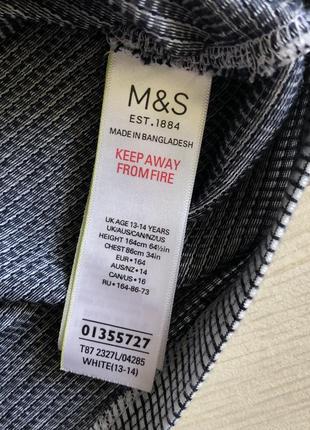 M&S
EST.1884
MADE IN BANGLADESH
KEEP AWAY
FROM FIRE
UK AGE 13-14 YEARS
UK/AUS/CAN/NZ/US
HEIGHT 164cm 64½in
CHEST 86cm 34in
EUR•164
AUS/NZ•14
CAN/US•16
RU•164-86-73
01355727
T87 2327L/04285
WHITE(13-14)